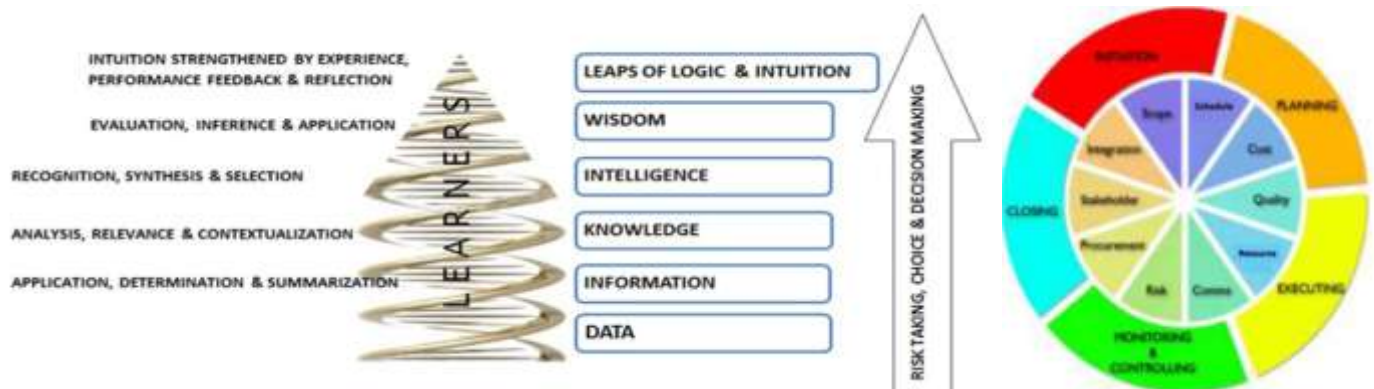 INTUITION STRENGTHENED BY EXPERIENCE,
PERFORMANCE FEEDBACK & REFLECTION
EVALUATION, INFERENCE & APPLICATION
RECOGNITION, SYNTHESIS & SELECTION
ANALYSIS, RELEVANCE & CONTEXTUALIZATION
APPLICATION, DETERMINATION & SUMMARIZATION
LEARNERS
LEAPS OF LOGIC & INTUITION
WISDOM
INTELLIGENCE
KNOWLEDGE
INFORMATION
DATA
RISK TAKING, CHOICE & DECISION MAKING
INITIATION
PLANNING
EXECUTING
MONITORING
&
CONTROLLING
CLOSING
Scope
Schedule
Cost
Quality
Resource
Comms
Risk
Procurement
Stakeholder
Integration